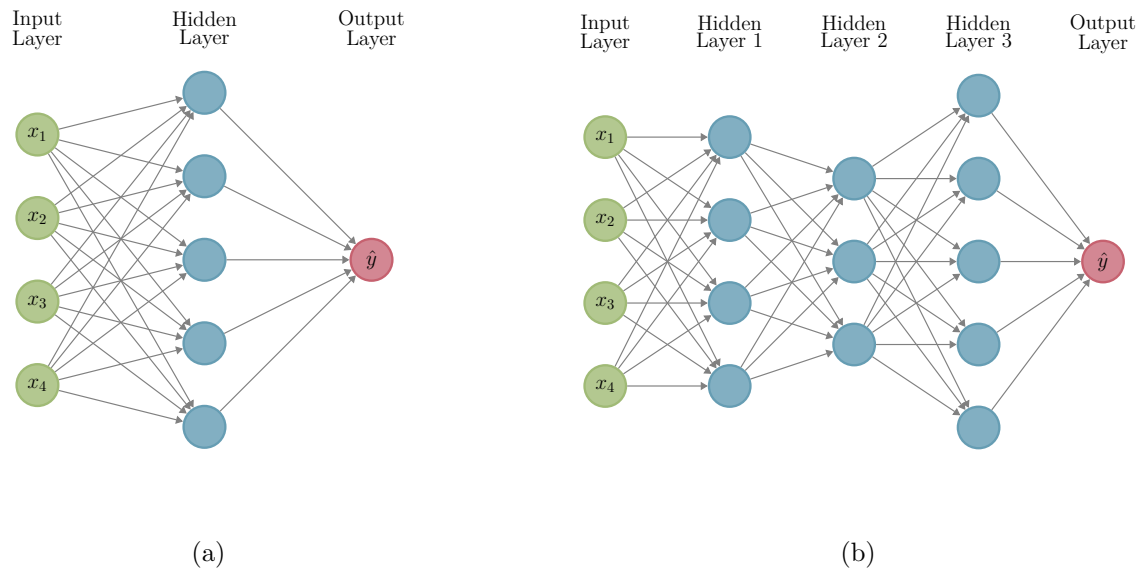 Input
Layer
Hidden
Layer
Output
Layer
x₁
x₂
x₃
x₄
ŷ
(a)
Input
Layer
Hidden
Layer 1
Hidden
Layer 2
Hidden
Layer 3
Output
Layer
x₁
x₂
x₃
x₄
ŷ
(b)